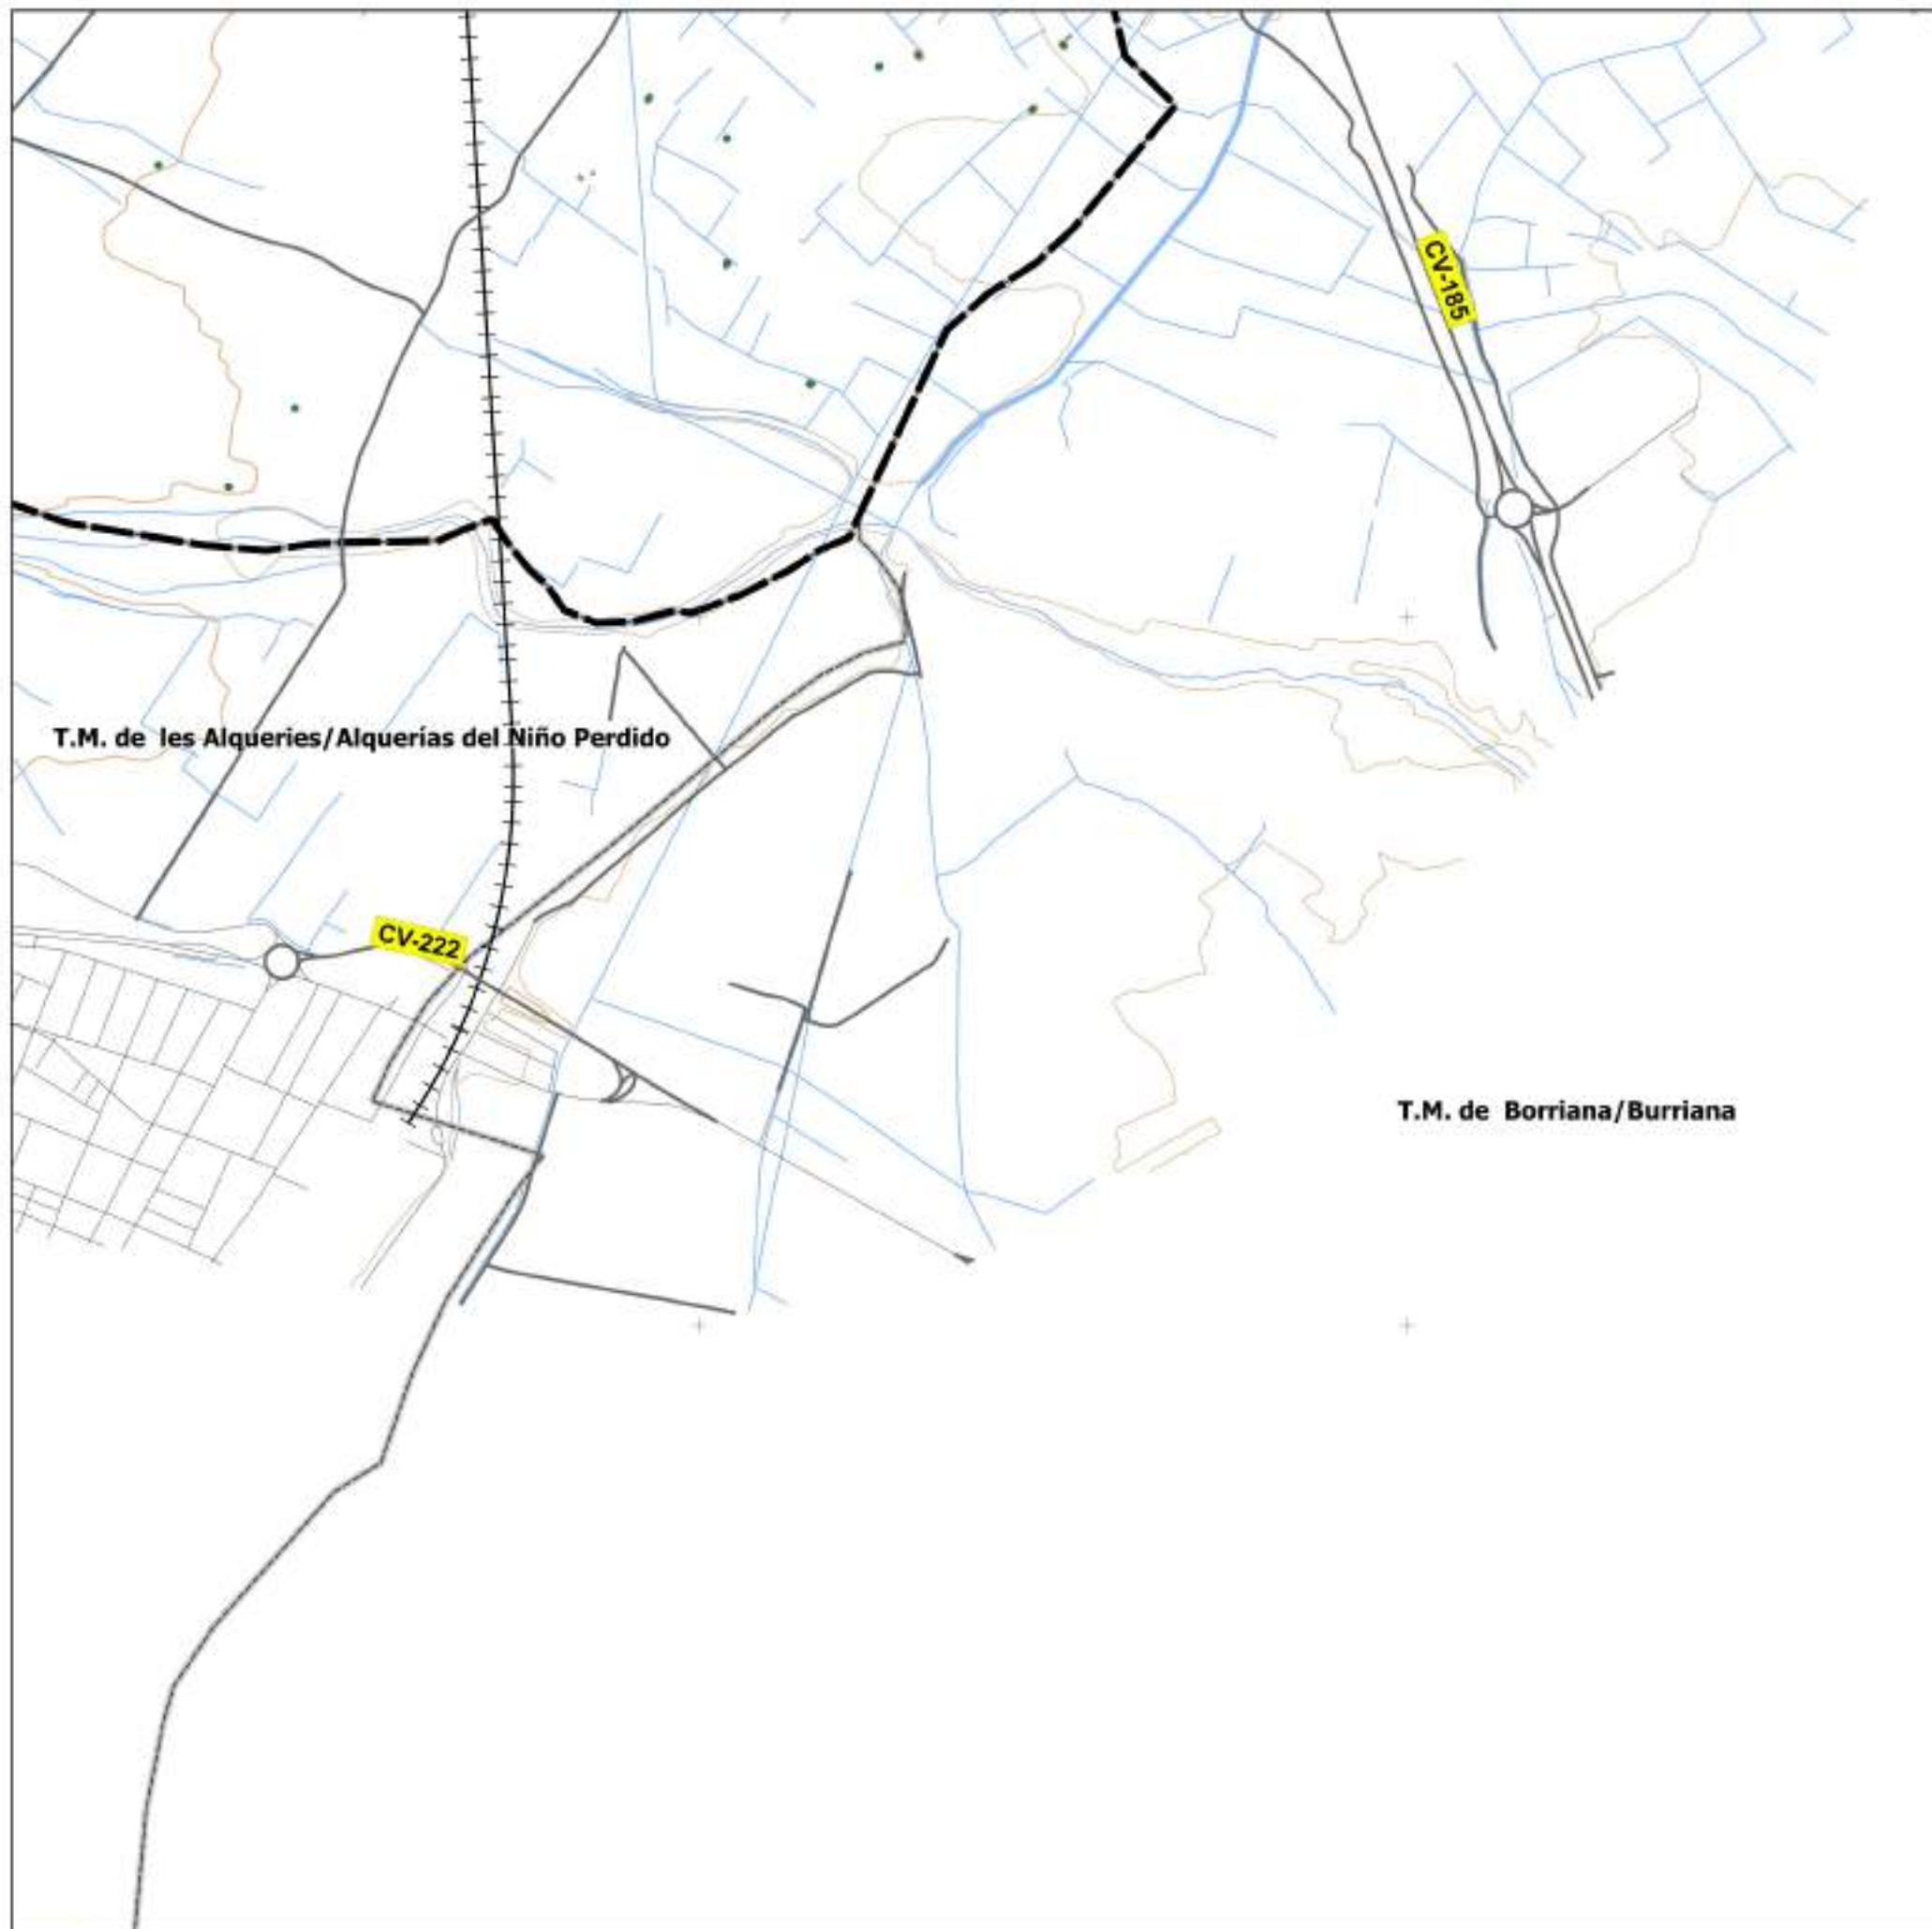 CV-185
T.M. de les Alqueries/Alquerías del Niño Perdido
CV-222
T.M. de Borriana/Burriana